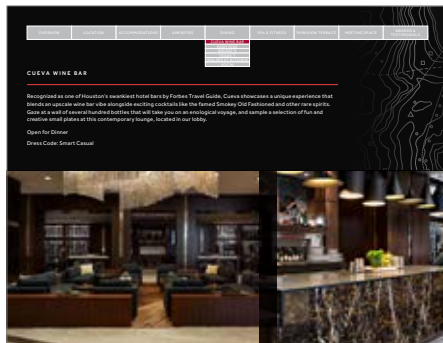 OVERVIEW
LOCATION
ACCOMMODATIONS
AMENITIES
DINING
SPA & FITNESS
MEETING SPACE
CUEVA WINE BAR
CUEVA WINE BAR
Recognized as one of Houston's swankiest hotel bars by Forbes Travel Guide, Cueva showcases a unique experience that
blends an upscale wine bar vibe alongside exciting cocktails like the famed Smokey Old Fashioned and other rare spirits.
Gaze at a wall of several hundred bottles that will take you on an enological voyage, and sample a selection of fun and
creative small plates at this contemporary lounge, located in our lobby.
Open for Dinner
Dress Code: Smart Casual